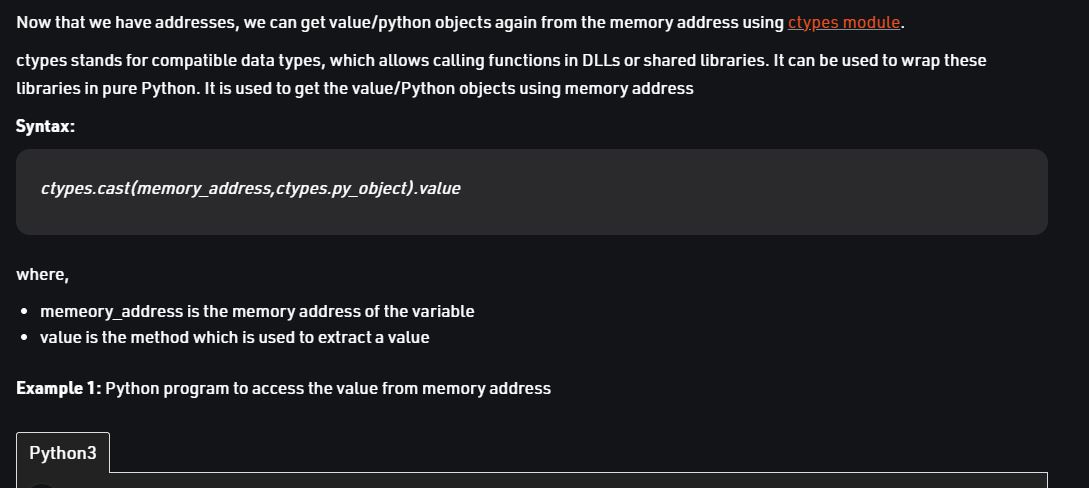 Now that we have addresses, we can get value/python objects again from the memory address using ctypes module.
ctypes stands for compatible data types, which allows calling functions in DLLs or shared libraries. It can be used to wrap these
libraries in pure Python. It is used to get the value/Python objects using memory address
Syntax:
ctypes.cast(memory_address,ctypes.py_object).value
where,
• memeory_address is the memory address of the variable
• value is the method which is used to extract a value
Example 1: Python program to access the value from memory address
Python3